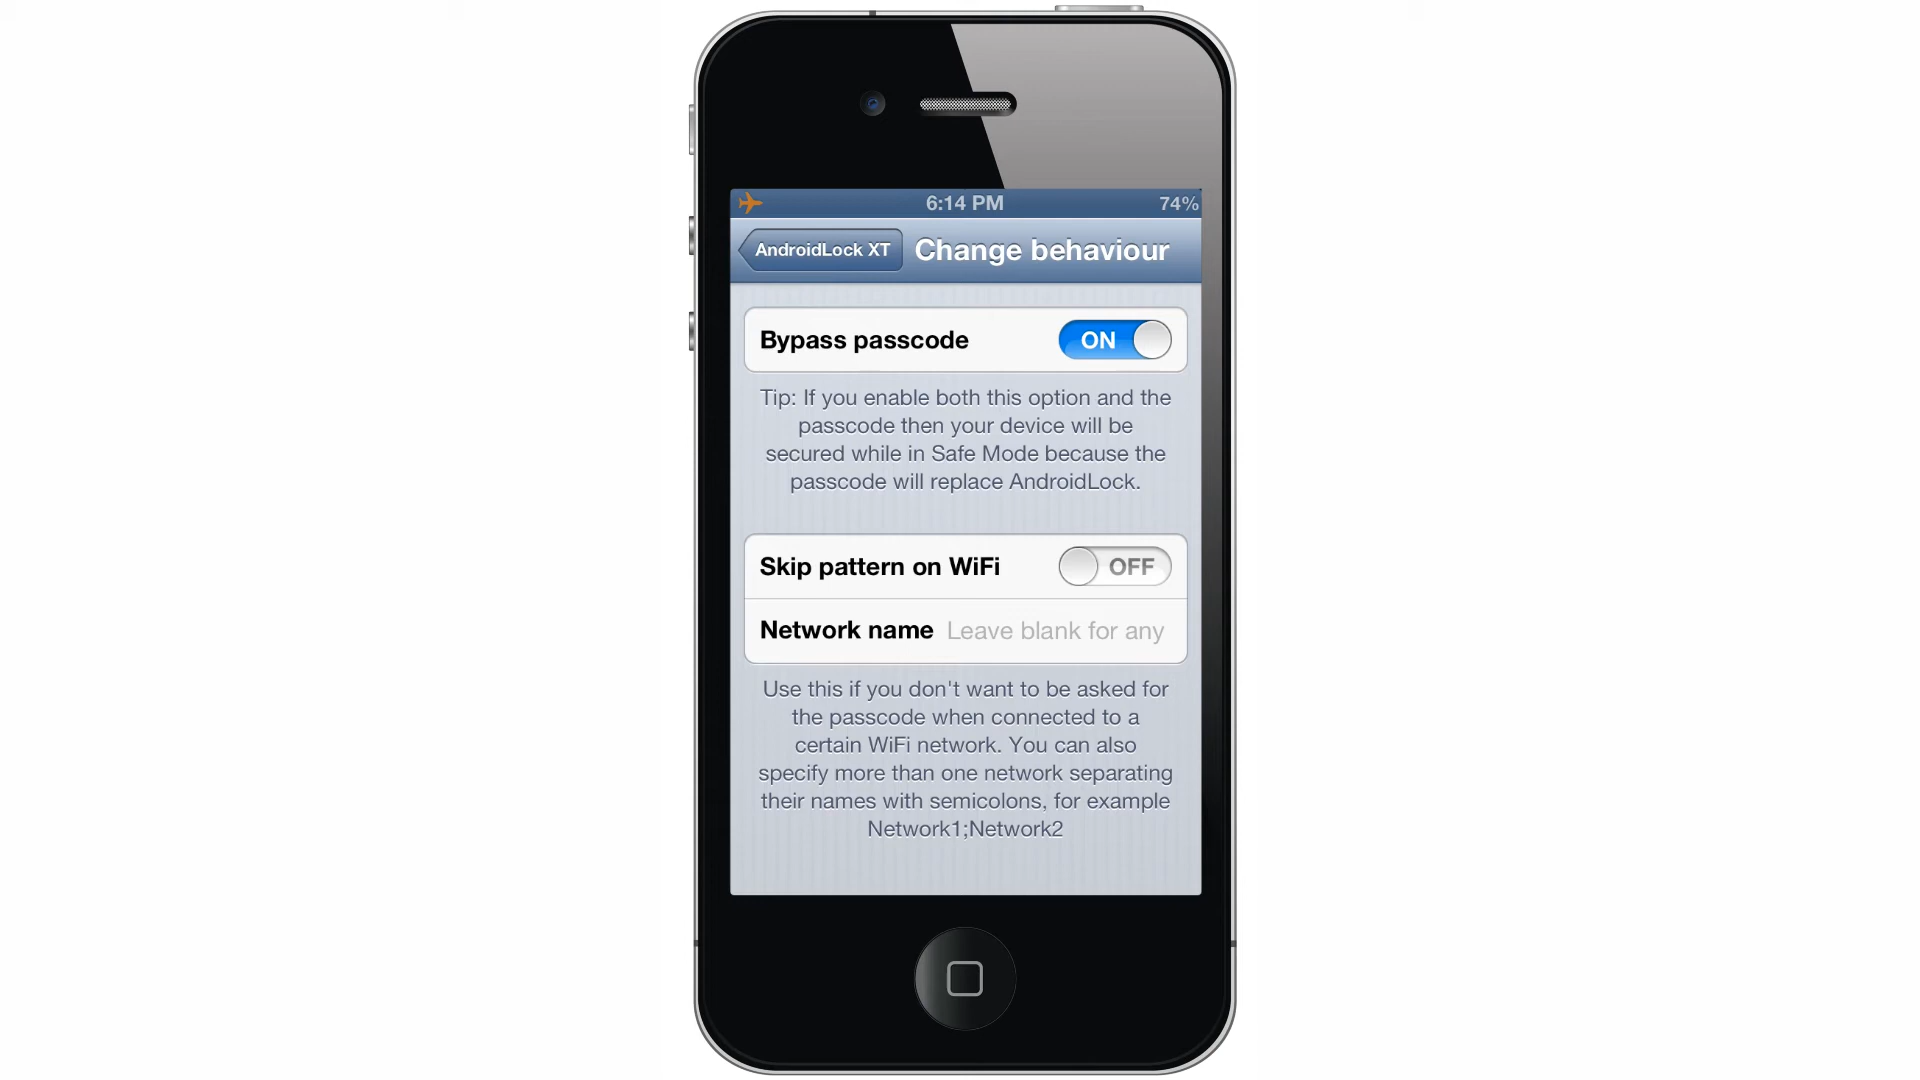 6:14 PM 74%
AndroidLock XT Change behaviour
Bypass passcode ON
Tip: If you enable both this option and the
passcode then your device will be
secured while in Safe Mode because the
passcode will replace AndroidLock.
Skip pattern on WiFi OFF
Network name Leave blank for any
Use this if you don't want to be asked for
the passcode when connected to a
certain WiFi network. You can also
specify more than one network separating
their names with semicolons, for example
Network1;Network2